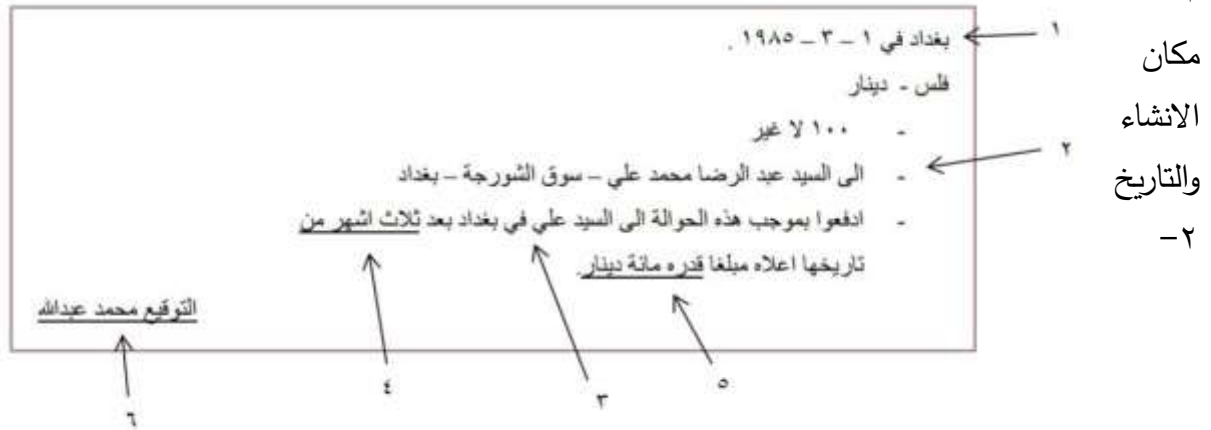 بغداد في ١ – ٣ – ١٩٨٥ .
فلس - دينار
- ١٠٠ لا غير
- الى السيد عبد الرضا محمد علي – سوق الشورجة – بغداد
- ادفعوا بموجب هذه الحوالة الى السيد علي في بغداد بعد ثلاث اشهر من
تاريخها اعلاه مبلغا قدره مائة دينار.
التوقيع محمد عبدالله
١
٢
٣
٤
٥
٦
مكان
الانشاء
والتاريخ
٢–